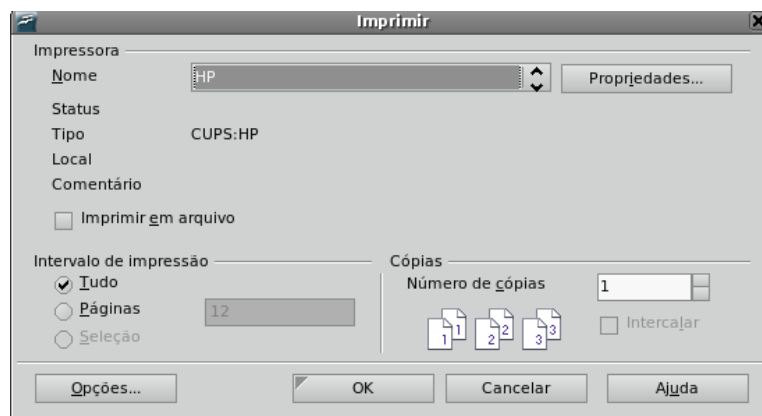 Imprimir
Impressora
Nome HP Propriedades...
Status
Tipo CUPS:HP
Local
Comentário
Imprimir em arquivo
Intervalo de impressão Cópias
Tudo Número de cópias 1
Páginas 12 1 1 2 2 3 3 Intercalar
Seleção
Opções... OK Cancelar Ajuda